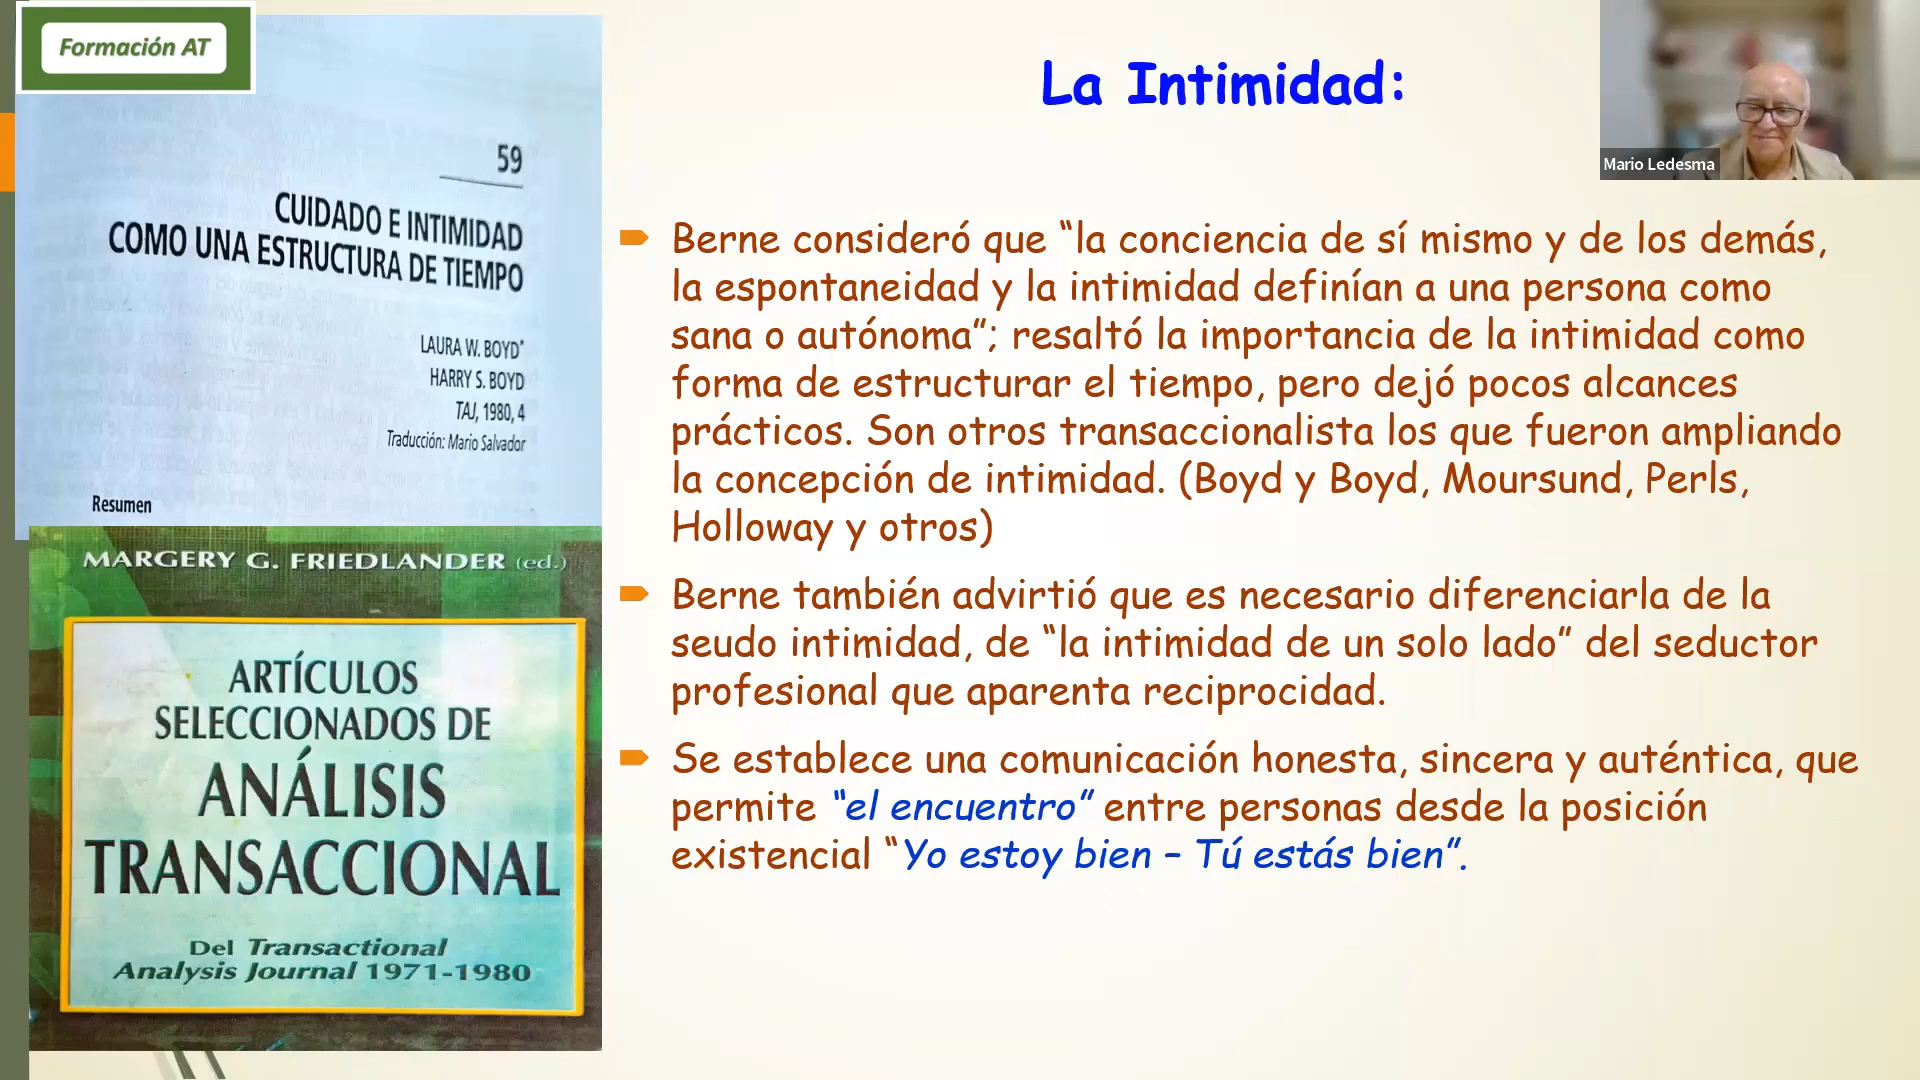 Formación AT
59
CUIDADO E INTIMIDAD
COMO UNA ESTRUCTURA DE TIEMPO
LAURA W. BOYD*
HARRY S. BOYD
TAJ, 1980, 4
Traducción: Mario Salvador
Resumen
MARGERY G. FRIEDLANDER (ed.)
ARTÍCULOS
SELECCIONADOS DE
ANÁLISIS
TRANSACCIONAL
Del Transactional
Analysis Journal 1971-1980
La Intimidad:
Mario Ledesma
Berne consideró que “la conciencia de sí mismo y de los demás,
la espontaneidad y la intimidad definían a una persona como
sana o autónoma”; resaltó la importancia de la intimidad como
forma de estructurar el tiempo, pero dejó pocos alcances
prácticos. Son otros transaccionalista los que fueron ampliando
la concepción de intimidad. (Boyd y Boyd, Moursund, Perls,
Holloway y otros)
Berne también advirtió que es necesario diferenciarla de la
seudo intimidad, de “la intimidad de un solo lado” del seductor
profesional que aparenta reciprocidad.
Se establece una comunicación honesta, sincera y auténtica, que
permite “el encuentro” entre personas desde la posición
existencial “Yo estoy bien – Tú estás bien”.